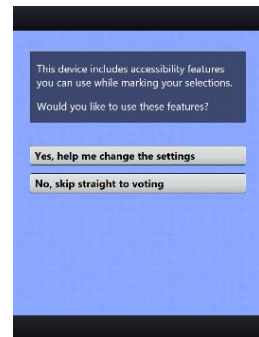 This device includes accessibility features
you can use while marking your selections.
Would you like to use these features?
Yes, help me change the settings
No, skip straight to voting